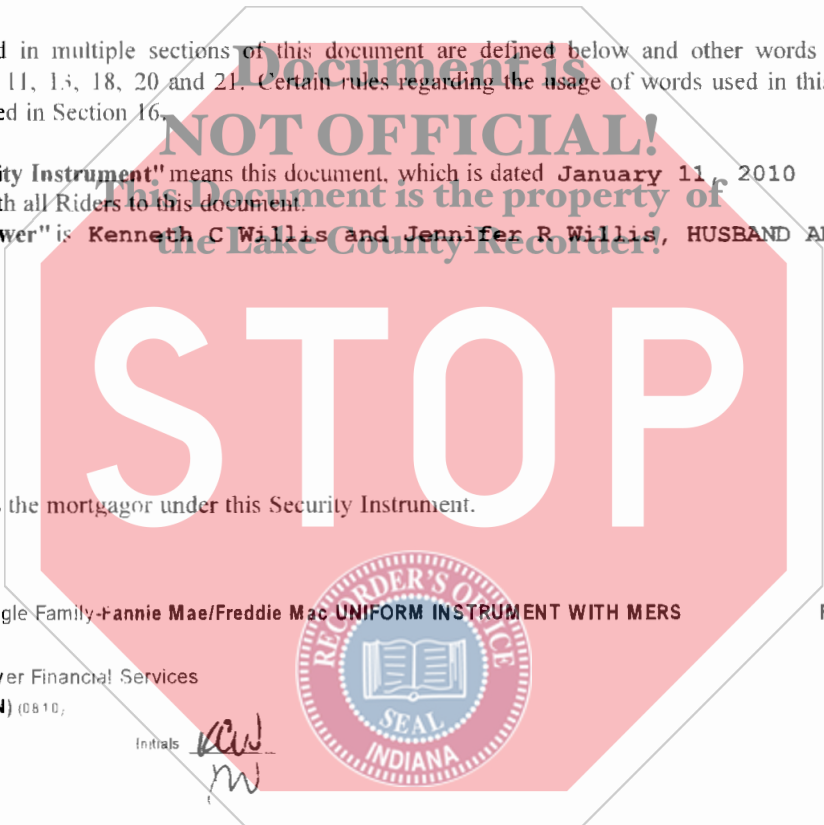 d in multiple sections of this document are defined below and other words
11, 13, 18, 20 and 21. Certain rules regarding the usage of words used in this
ed in Section 16.
Document is
NOT OFFICIAL!
This Document is the property of
the Lake County Recorder!
ity Instrument" means this document, which is dated January 11, 2010
th all Riders to this document.
wer" is Kenneth C Willis and Jennifer R Willis, HUSBAND A
STOP
the mortgagor under this Security Instrument.
gle Family-Fannie Mae/Freddie Mac UNIFORM INSTRUMENT WITH MERS F
er Financial Services
N) (0810)
RECORDER'S OFFICE
SEAL
INDIANA
Initials KCW